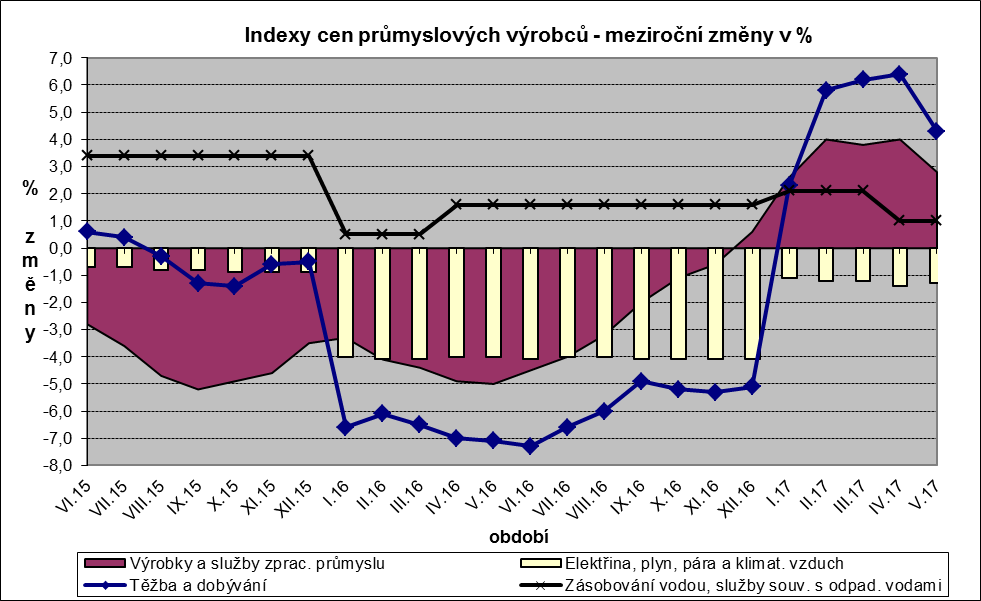 Indexy cen průmyslových výrobců - meziroční změny v %
7,0
6,0
5,0
4,0
3,0
2,0
1,0
0,0
-1,0
-2,0
-3,0
-4,0
-5,0
-6,0
-7,0
-8,0
% změny
VI.15 VII.15 VIII.15 IX.15 X.15 XI.15 XII.15 I.16 II.16 III.16 IV.16 V.16 VI.16 VII.16 VIII.16 IX.16 X.16 XI.16 XII.16 I.17 II.17 III.17 IV.17 V.17
období
Výrobky a služby zprac. průmyslu Elektřina, plyn, pára a klimat. vzduch
Těžba a dobývání Zásobování vodou, služby souv. s odpad. vodami